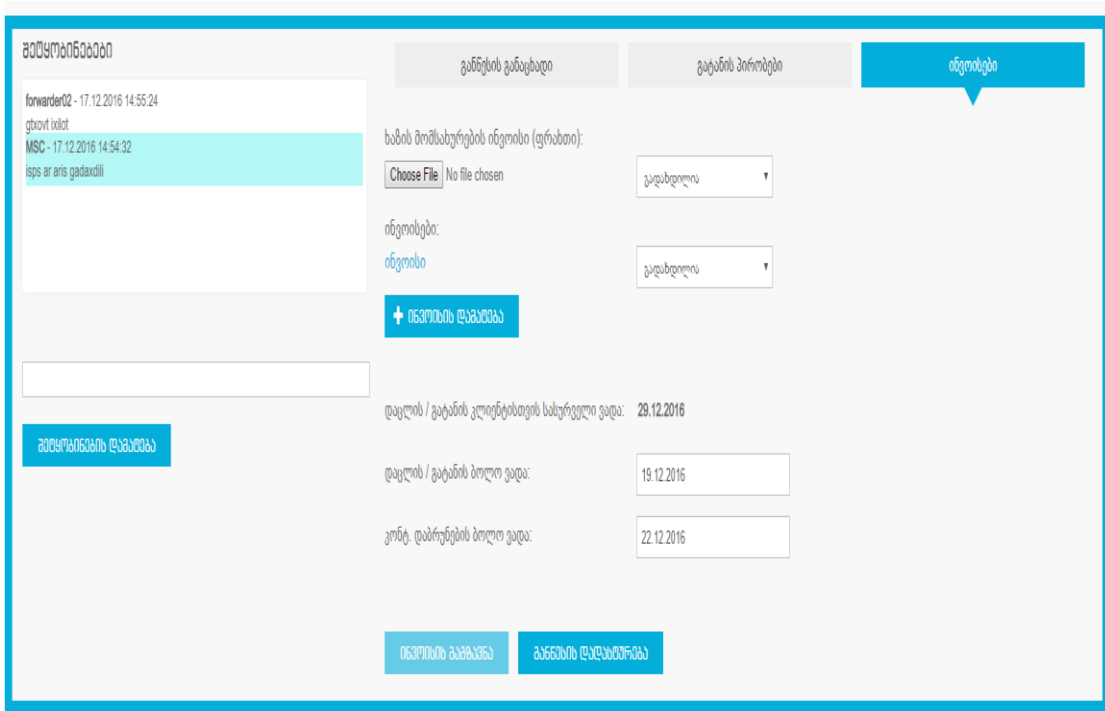 შეტყობინებები
forwarder02 - 17.12.2016 14:55:24
gtxovt ixilot
MSC - 17.12.2016 14:54:32
isps ar aris gadaxdili
შეტყობინების დამატება
განწესის განაცხადი
გატანის პირობები
ინვოისები
ხაზის მომსახურების ინვოისი (ფრახთი):
Choose File No file chosen
გადახდილია
ინვოისები:
ინვოისი
გადახდილია
+ ინვოისის დამატება
დაცლის / გატანის კლიენტისთვის სასურველი ვადა: 29.12.2016
დაცლის / გატანის ბოლო ვადა: 19.12.2016
კონტ. დაბრუნების ბოლო ვადა: 22.12.2016
ინვოისის გაგზავნა
განწესის დადასტურება